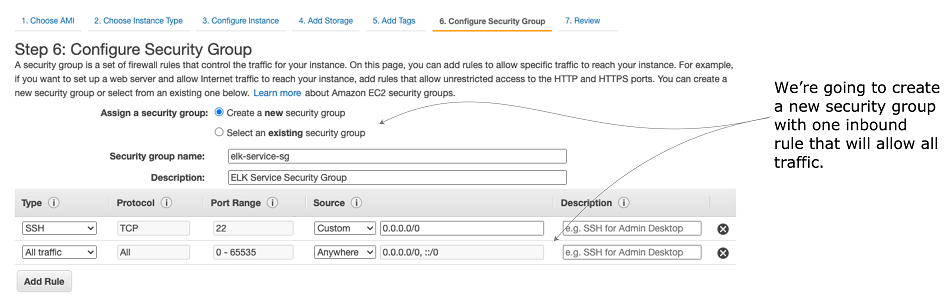 1. Choose AMI 2. Choose Instance Type 3. Configure Instance 4. Add Storage 5. Add Tags 6. Configure Security Group 7. Review
Step 6: Configure Security Group
A security group is a set of firewall rules that control the traffic for your instance. On this page, you can add rules to allow specific traffic to reach your instance. For example,
if you want to set up a web server and allow Internet traffic to reach your instance, add rules that allow unrestricted access to the HTTP and HTTPS ports. You can create
a new security group or select from an existing one below. Learn more about Amazon EC2 security groups.
Assign a security group: Create a new security group
Select an existing security group
Security group name: elk-service-sg
Description: ELK Service Security Group
Type i Protocol i Port Range i Source i Description i
SSH TCP 22 Custom 0.0.0.0/0 e.g. SSH for Admin Desktop
All traffic All 0 - 65535 Anywhere 0.0.0.0/0, ::/0 e.g. SSH for Admin Desktop
Add Rule
We're going to create
a new security group
with one inbound
rule that will allow all
traffic.